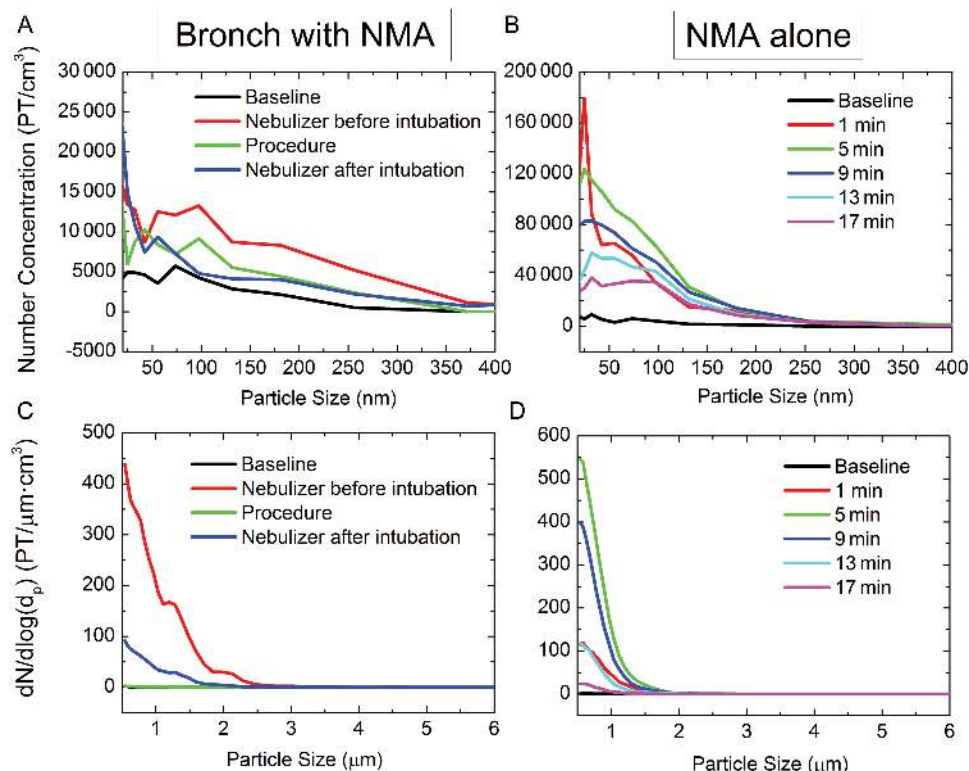 A
Bronch with NMA
B
NMA alone
Number Concentration (PT/cm³)
30 000
25 000
20 000
15 000
10 000
5000
0
-5000
Baseline
Nebulizer before intubation
Procedure
Nebulizer after intubation
50 100 150 200 250 300 350 400
Particle Size (nm)
200 000
160 000
120 000
80 000
40 000
0
Baseline
1 min
5 min
9 min
13 min
17 min
50 100 150 200 250 300 350 400
Particle Size (nm)
C
dN/dlog(dₚ) (PT/μm·cm³)
500
400
300
200
100
0
Baseline
Nebulizer before intubation
Procedure
Nebulizer after intubation
1 2 3 4 5 6
Particle Size (μm)
D
600
500
400
300
200
100
0
Baseline
1 min
5 min
9 min
13 min
17 min
1 2 3 4 5 6
Particle Size (μm)